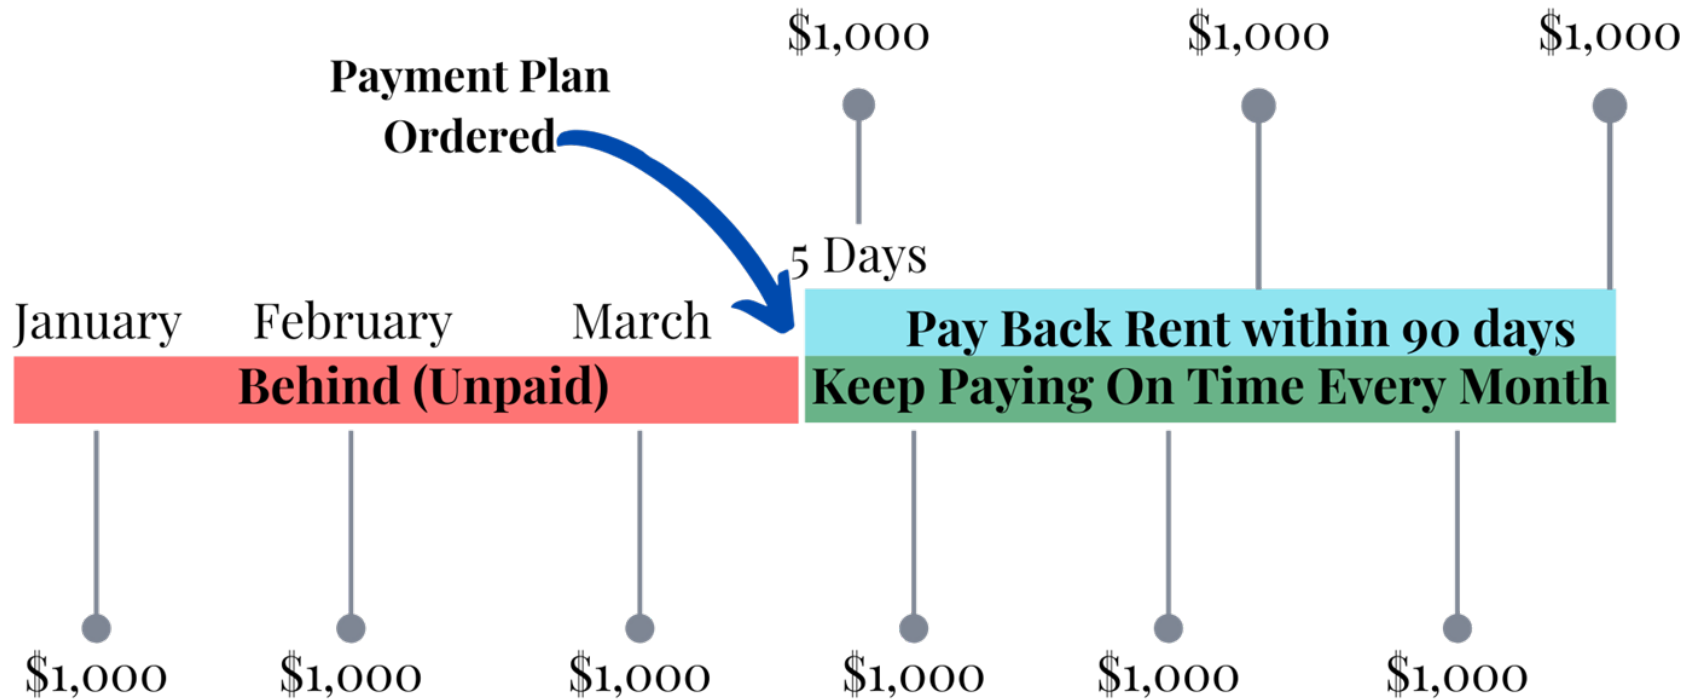 $1,000
$1,000
$1,000
Payment Plan
Ordered
5 Days
January
February
March
Pay Back Rent within 90 days
Behind (Unpaid)
Keep Paying On Time Every Month
$1,000
$1,000
$1,000
$1,000
$1,000
$1,000